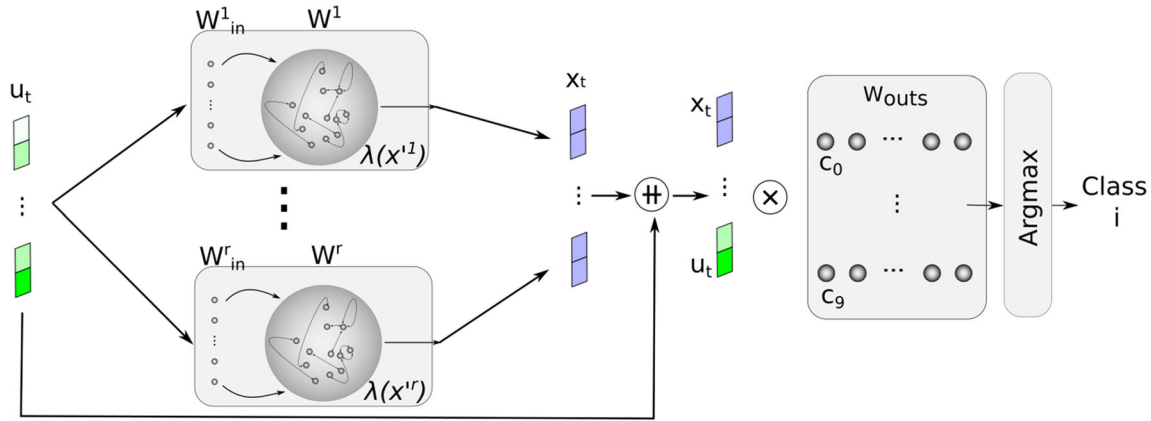 W¹ᵢₙ W¹
uₜ
λ(x'¹)
xₜ
xₜ
Wouts
c₀
...
Class
i
Argmax
Wʳᵢₙ Wʳ
uₜ
c₉
λ(x'ʳ)